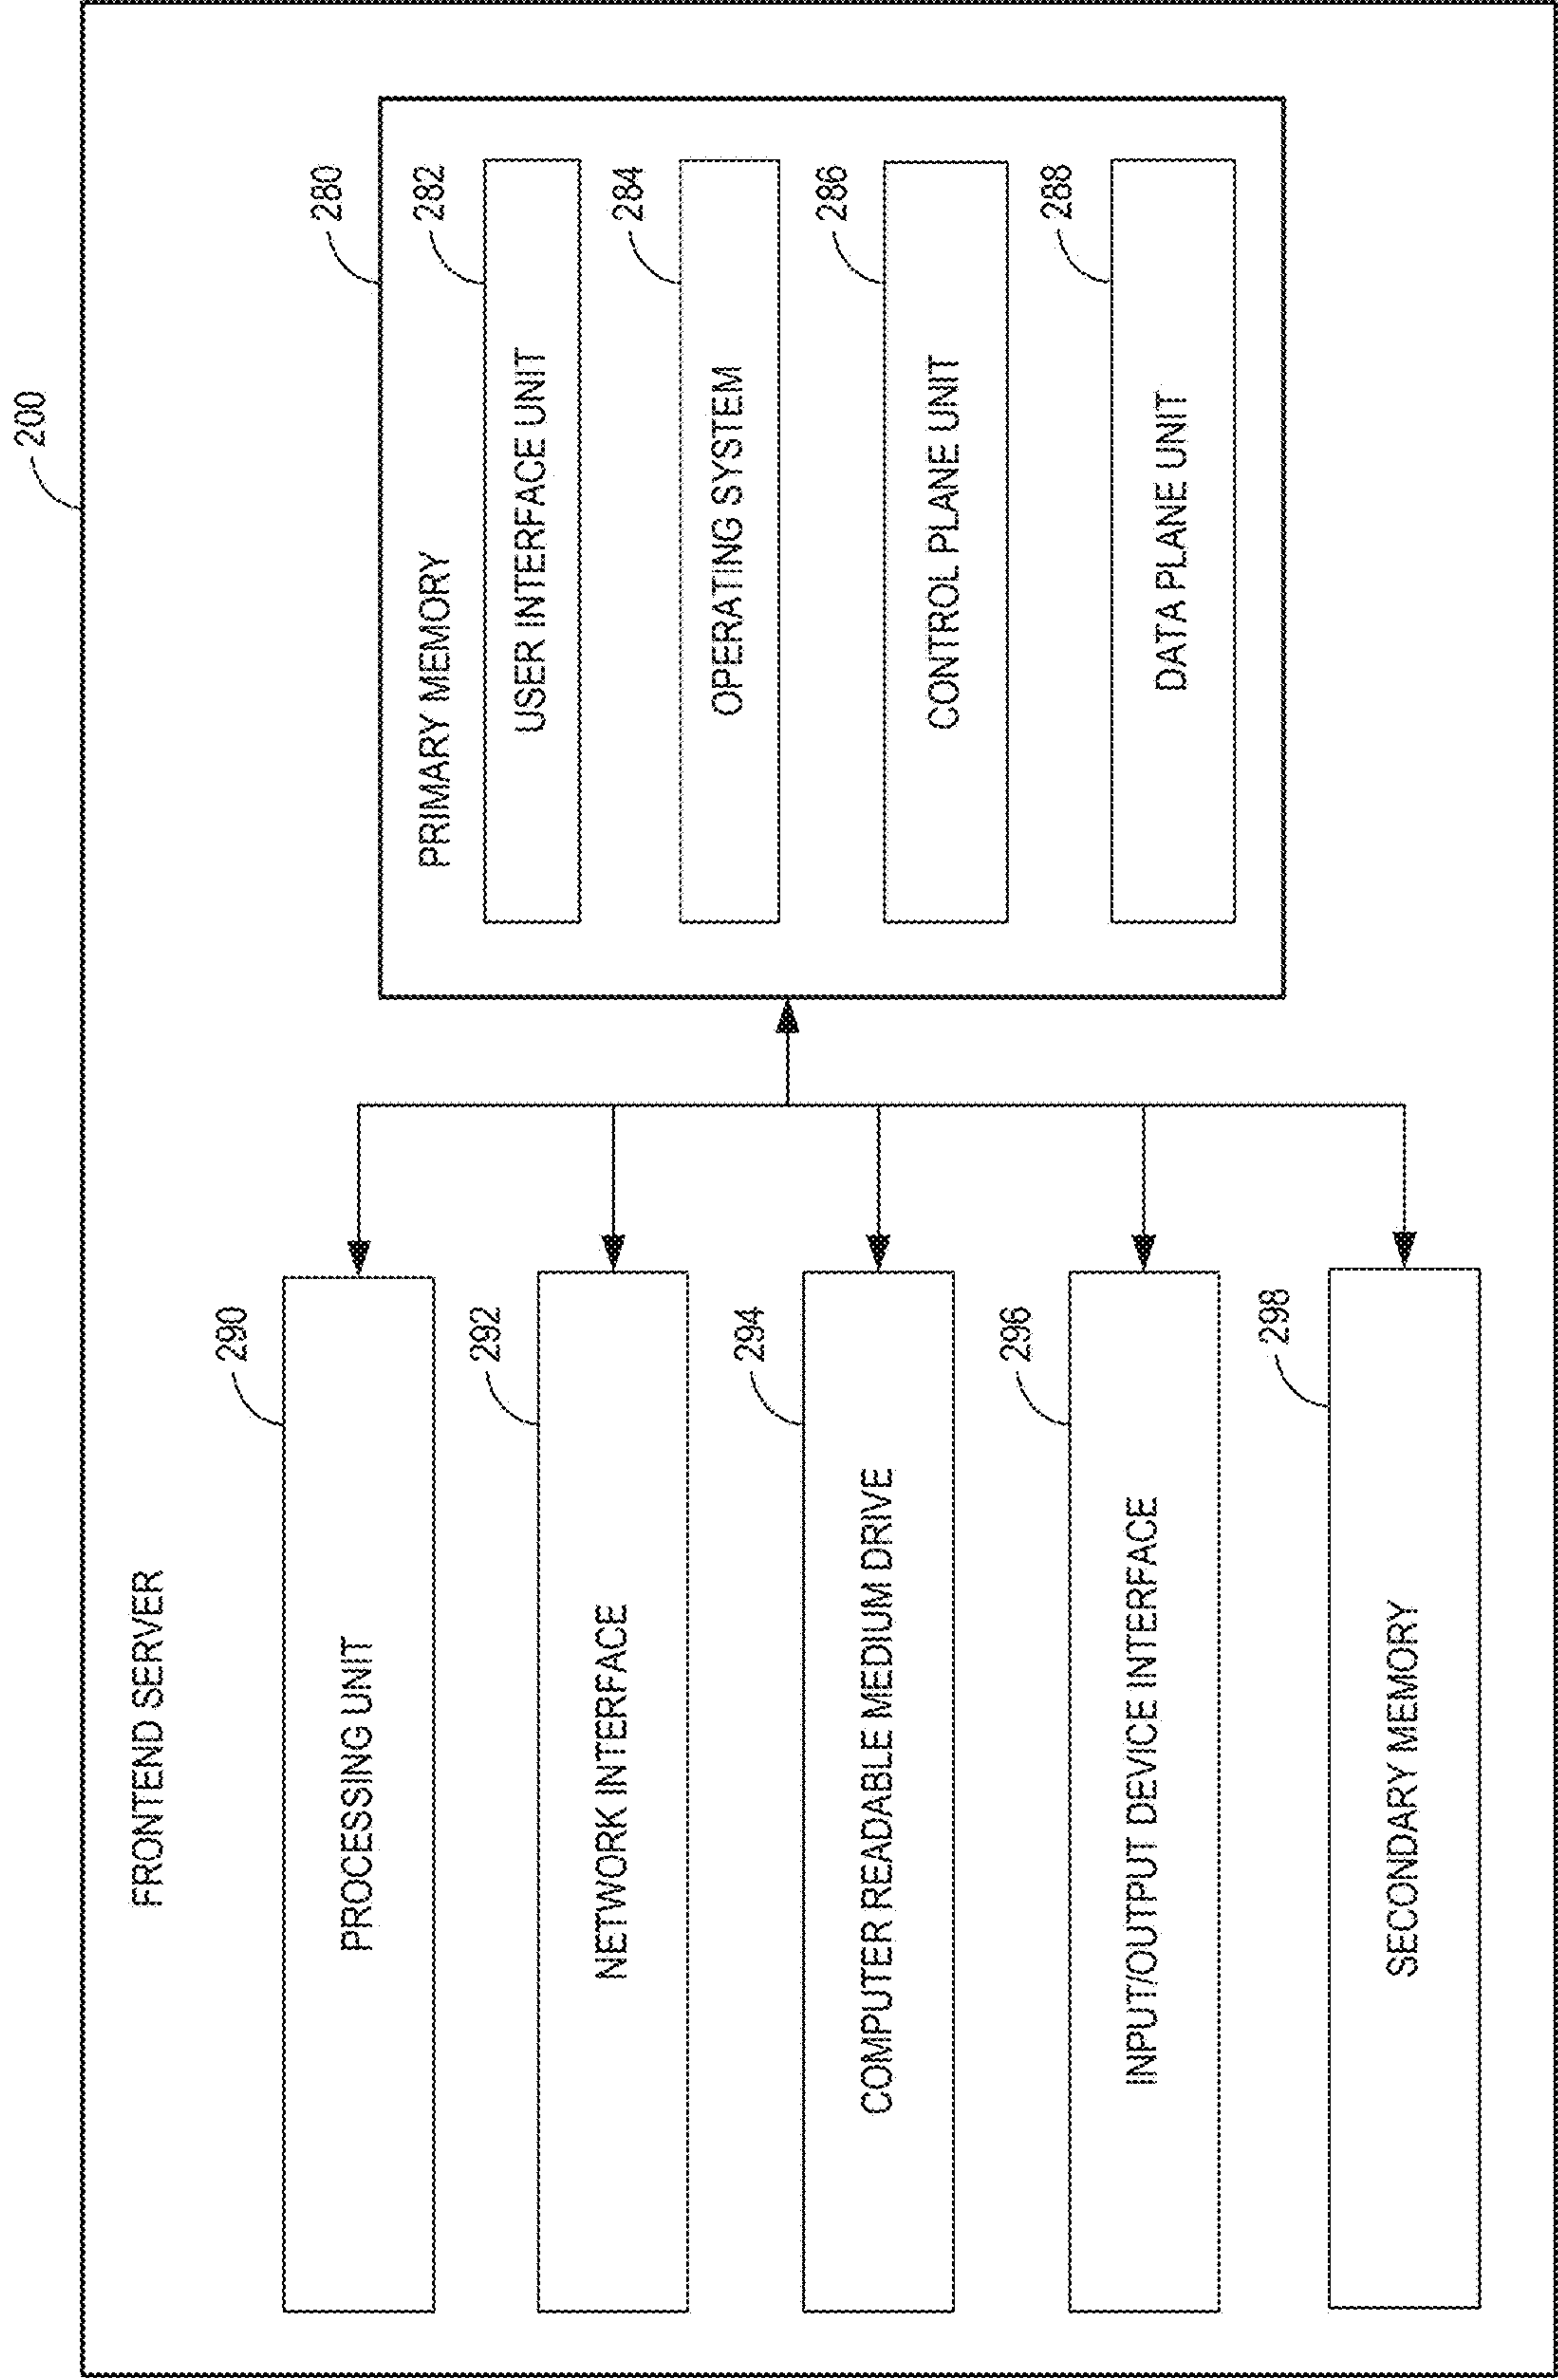 200
FRONTEND SERVER
290
PROCESSING UNIT
292
NETWORK INTERFACE
294
COMPUTER READABLE MEDIUM DRIVE
296
INPUT/OUTPUT DEVICE INTERFACE
298
SECONDARY MEMORY
280
PRIMARY MEMORY
282
USER INTERFACE UNIT
284
OPERATING SYSTEM
286
CONTROL PLANE UNIT
288
DATA PLANE UNIT